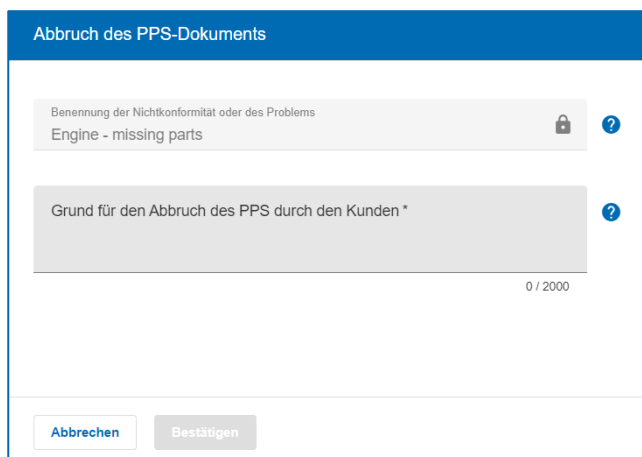 Abbruch des PPS-Dokuments
Benennung der Nichtkonformität oder des Problems
Engine - missing parts
?
Grund für den Abbruch des PPS durch den Kunden *
?
0 / 2000
Abbrechen
Bestätigen